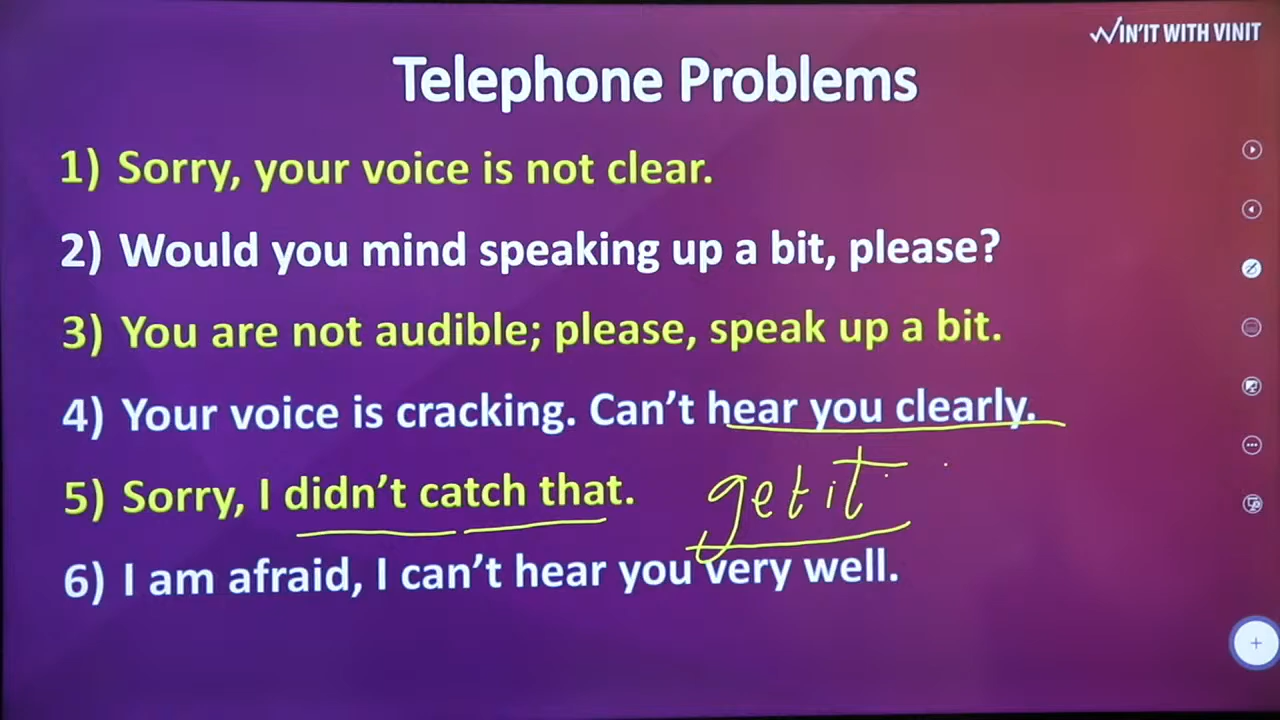 WIN'IT WITH VINIT
Telephone Problems
1) Sorry, your voice is not clear.
2) Would you mind speaking up a bit, please?
3) You are not audible; please, speak up a bit.
4) Your voice is cracking. Can't hear you clearly.
5) Sorry, I didn't catch that. get it
6) I am afraid, I can't hear you very well.